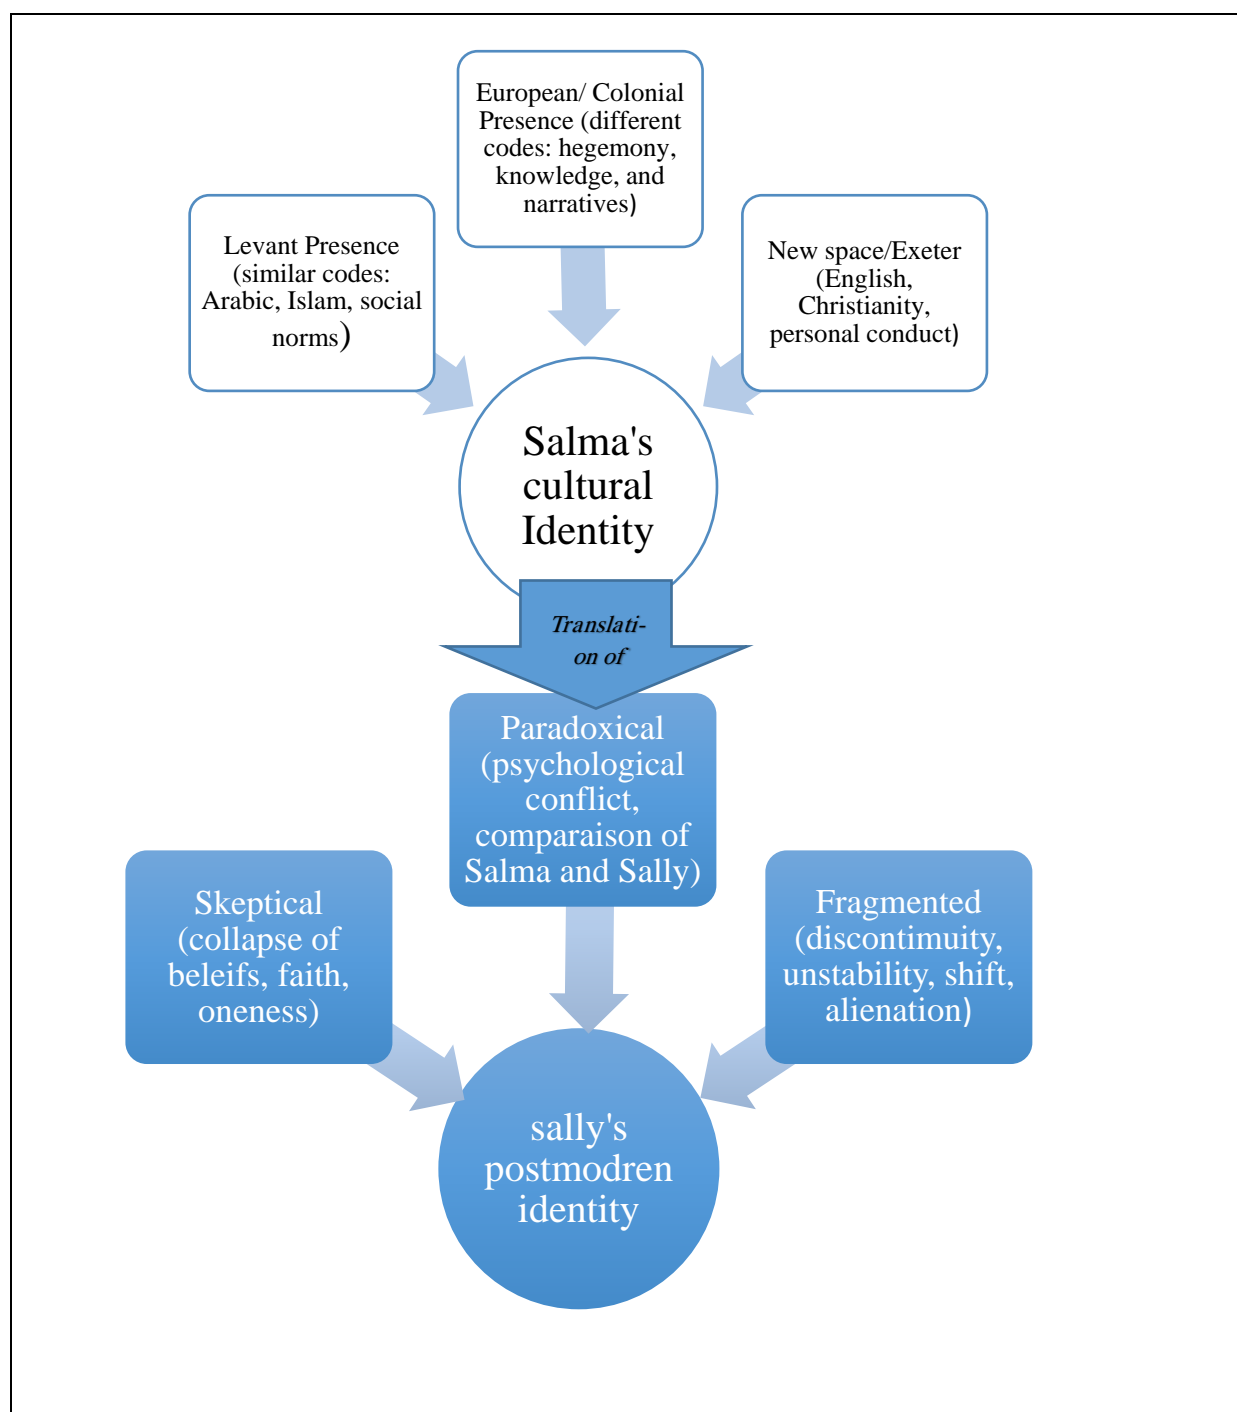 European/ Colonial
Presence (different
codes: hegemony,
knowledge, and
narratives)
Levant Presence
(similar codes:
Arabic, Islam, social
norms)
New space/Exeter
(English,
Christianity,
personal conduct)
Salma's
cultural
Identity
Translati-
on of
Paradoxical
(psychological
conflict,
comparaison of
Salma and Sally)
Skeptical
(collapse of
beleifs, faith,
oneness)
Fragmented
(discontimuity,
unstability, shift,
alienation)
sally's
postmodren
identity